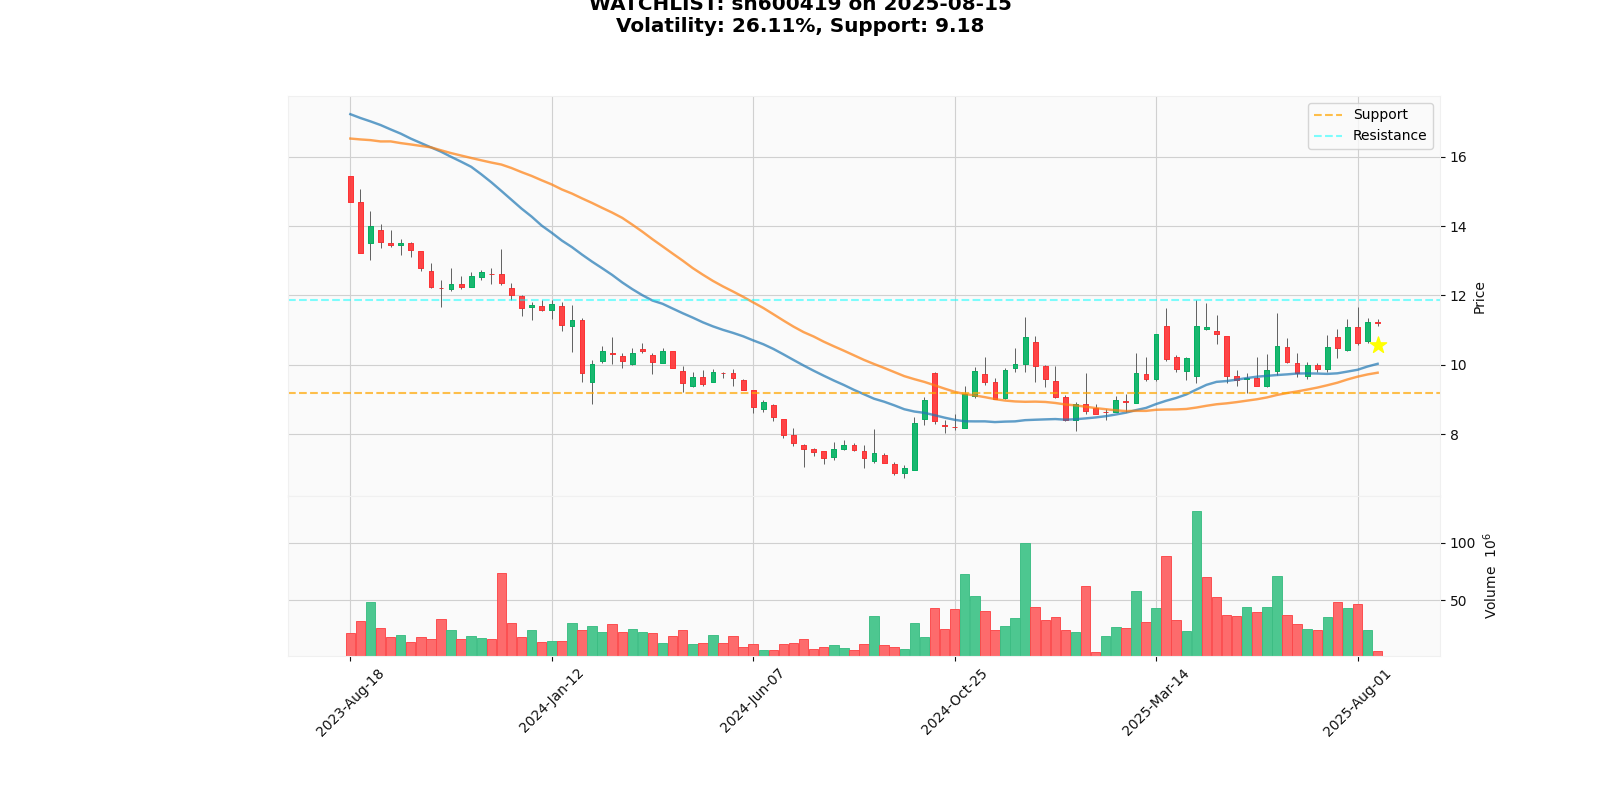 WATCHLIST: sh600419 on 2025-08-15
Volatility: 26.11%, Support: 9.18
Support
Resistance
16
14
12
10
8
Price
100
50
Volume 10^6
2023-Aug-18
2024-Jan-12
2024-Jun-07
2024-Oct-25
2025-Mar-14
2025-Aug-01